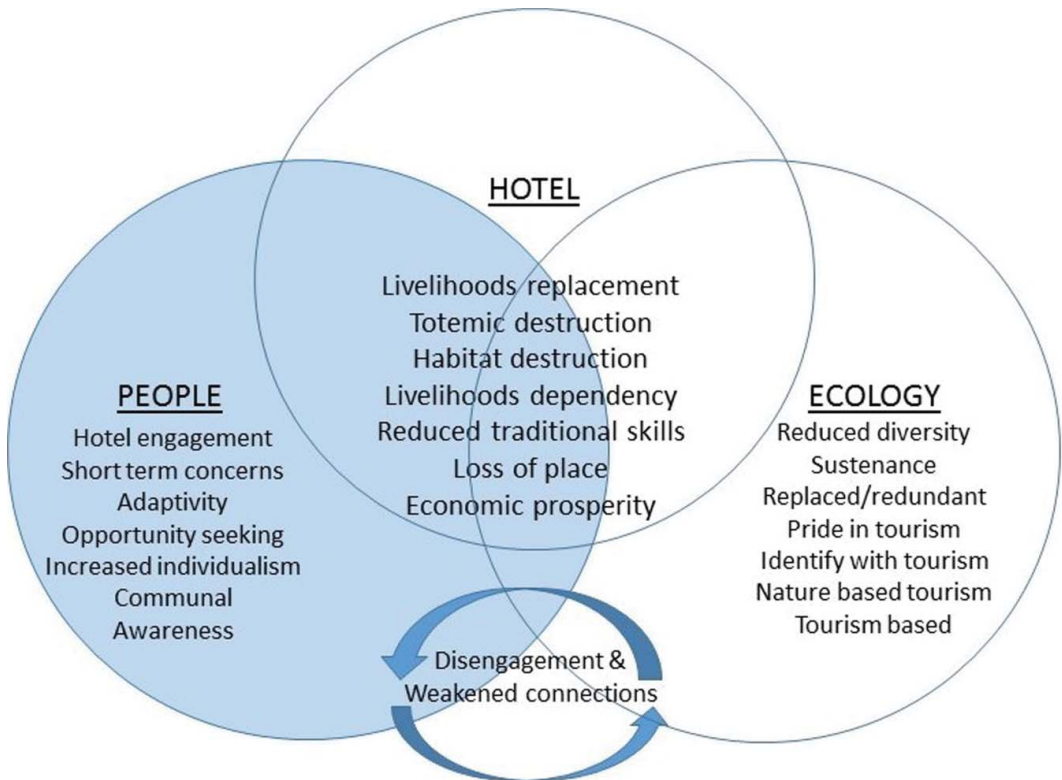 HOTEL
Livelihoods replacement
Totemic destruction
Habitat destruction
Livelihoods dependency
Reduced traditional skills
Loss of place
Economic prosperity
PEOPLE
Hotel engagement
Short term concerns
Adaptivity
Opportunity seeking
Increased individualism
Communal
Awareness
ECOLOGY
Reduced diversity
Sustenance
Replaced/redundant
Pride in tourism
Identify with tourism
Nature based tourism
Tourism based
Disengagement &
Weakened connections